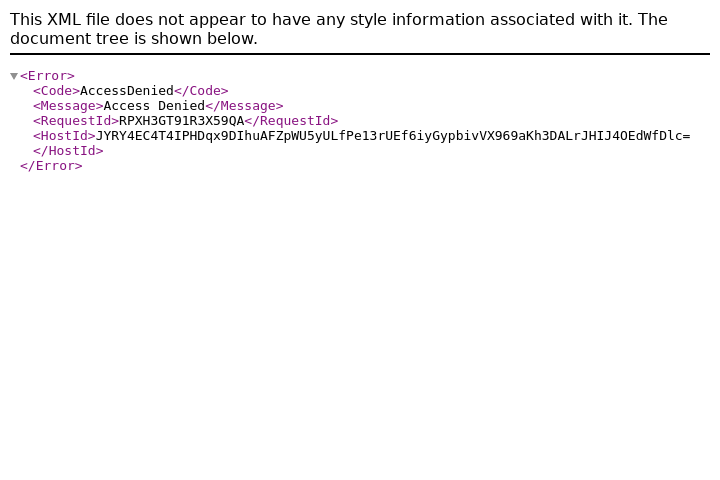 This XML file does not appear to have any style information associated with it. The
document tree is shown below.
<Error>
<Code>AccessDenied</Code>
<Message>Access Denied</Message>
<RequestId>RPXH3GT91R3X59QA</RequestId>
<HostId>JYRY4EC4T4IPHDqx9DIhuAFZpWU5yULfPe13rUEf6iyGypbivVX969aKh3DALrJHIJ4OEdWfDlc=
</HostId>
</Error>